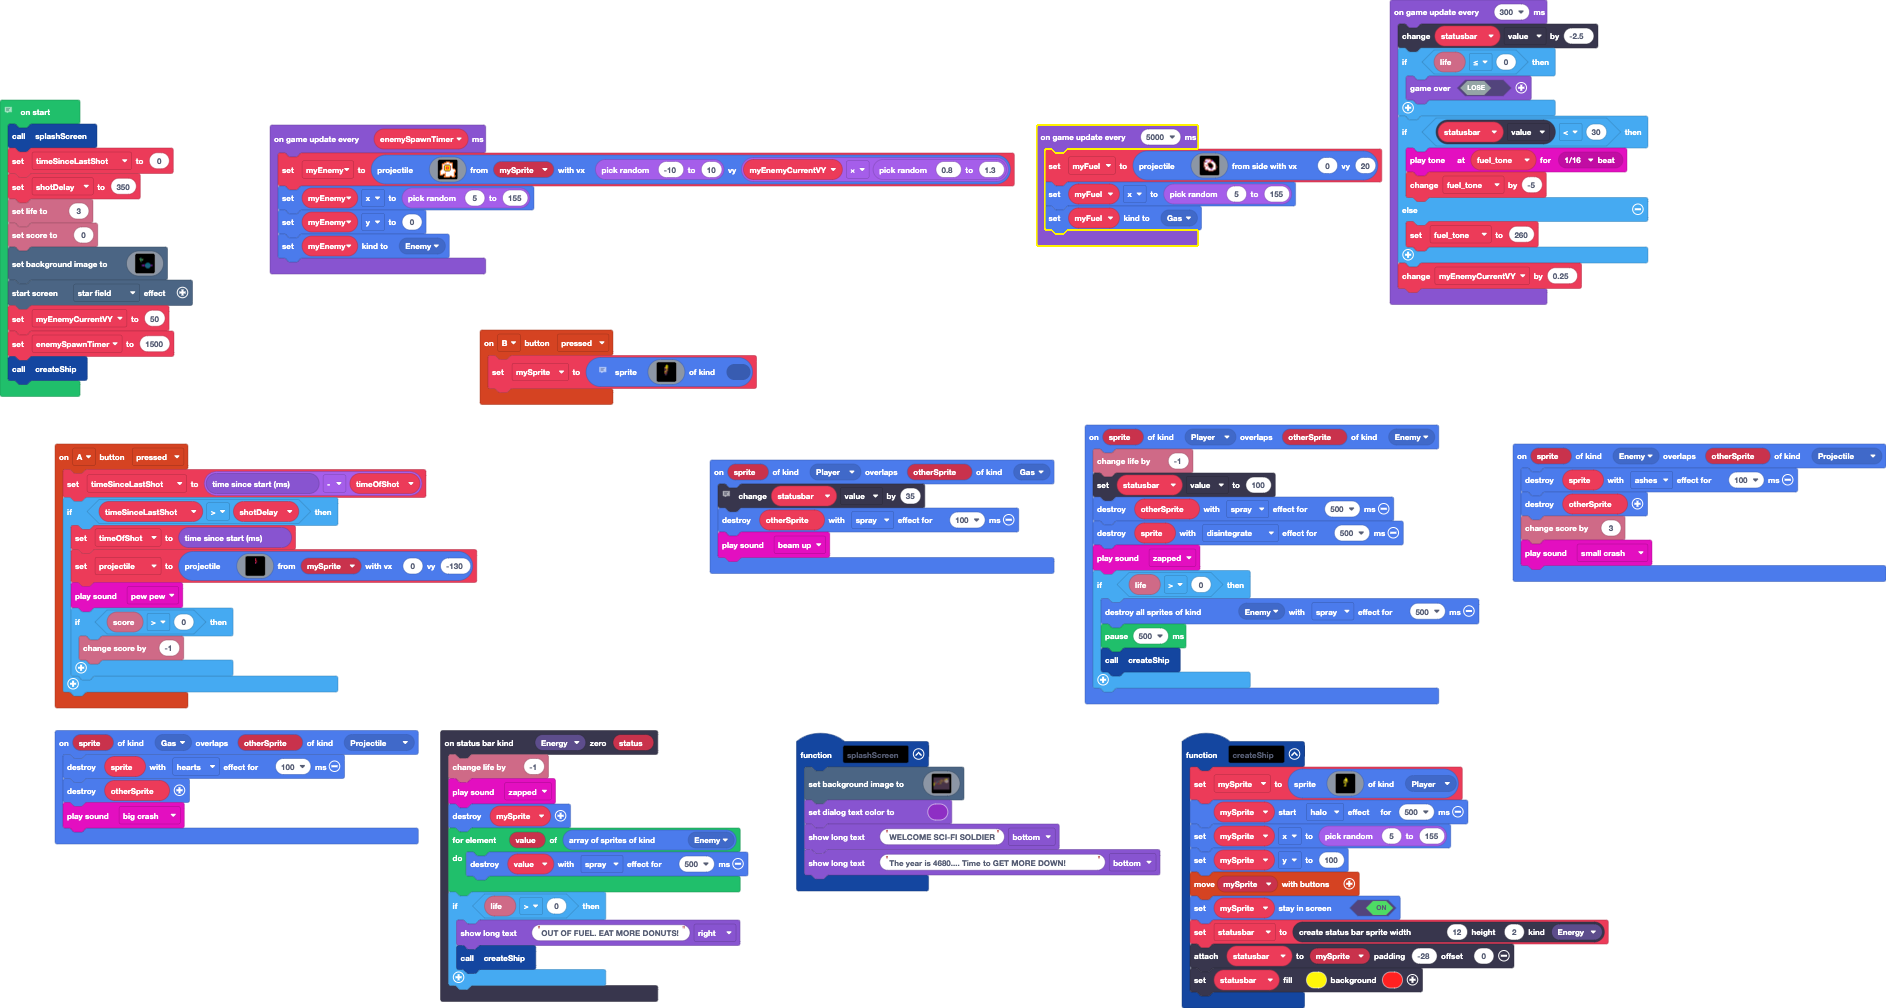 on start
call splashScreen
set timeSinceLastShot to 0
set shotDelay to 350
set life to 3
set score to 0
set background image to
start screen star field effect
set myEnemyCurrentVY to 50
set enemySpawnTimer to 1500
call createShip
on game update every enemySpawnTimer ms
set myEnemy to projectile from mySprite with vx pick random -10 to 10 vy myEnemyCurrentVY x pick random 0.8 to 1.3
set myEnemy x to pick random 5 to 155
set myEnemy y to 0
set myEnemy kind to Enemy
on game update every 5000 ms
set myFuel to projectile from side with vx 0 vy 20
set myFuel x to pick random 5 to 155
set myFuel kind to Gas
on game update every 300 ms
change statusbar value by -2.5
if life ≤ 0 then
game over LOSE
if statusbar value < 30 then
play tone at fuel_tone for 1/16 beat
change fuel_tone by -5
else
set fuel_tone to 260
change myEnemyCurrentVY by 0.25
on B button pressed
set mySprite to sprite of kind
on A button pressed
set timeSinceLastShot to time since start (ms) - timeOfShot
if timeSinceLastShot > shotDelay then
set timeOfShot to time since start (ms)
set projectile to projectile from mySprite with vx 0 vy -130
play sound pew pew
if score > 0 then
change score by -1
on sprite of kind Player overlaps otherSprite of kind Gas
change statusbar value by 35
destroy otherSprite with spray effect for 100 ms
play sound beam up
on sprite of kind Player overlaps otherSprite of kind Enemy
change life by -1
set statusbar value to 100
destroy otherSprite with spray effect for 500 ms
destroy sprite with disintegrate effect for 500 ms
play sound zapped
if life > 0 then
destroy all sprites of kind Enemy with spray effect for 500 ms
pause 500 ms
call createShip
on sprite of kind Enemy overlaps otherSprite of kind Projectile
destroy sprite with ashes effect for 100 ms
destroy otherSprite
change score by 3
play sound small crash
on sprite of kind Gas overlaps otherSprite of kind Projectile
destroy sprite with hearts effect for 100 ms
destroy otherSprite
play sound big crash
on status bar kind Energy zero status
change life by -1
play sound zapped
destroy mySprite
for element value of array of sprites of kind Enemy
do destroy value with spray effect for 500 ms
if life > 0 then
show long text "OUT OF FUEL. EAT MORE DONUTS!" right
call createShip
function splashScreen
set background image to
set dialog text color to
show long text "WELCOME SCI-FI SOLDIER" bottom
show long text "The year is 4680.... Time to GET MORE DOWN!" bottom
function createShip
set mySprite to sprite of kind Player
mySprite start halo effect for 500 ms
set mySprite x to pick random 5 to 155
set mySprite y to 100
move mySprite with buttons
set mySprite stay in screen ON
set statusbar to create status bar sprite width 12 height 2 kind Energy
attach statusbar to mySprite padding -28 offset 0
set statusbar fill background